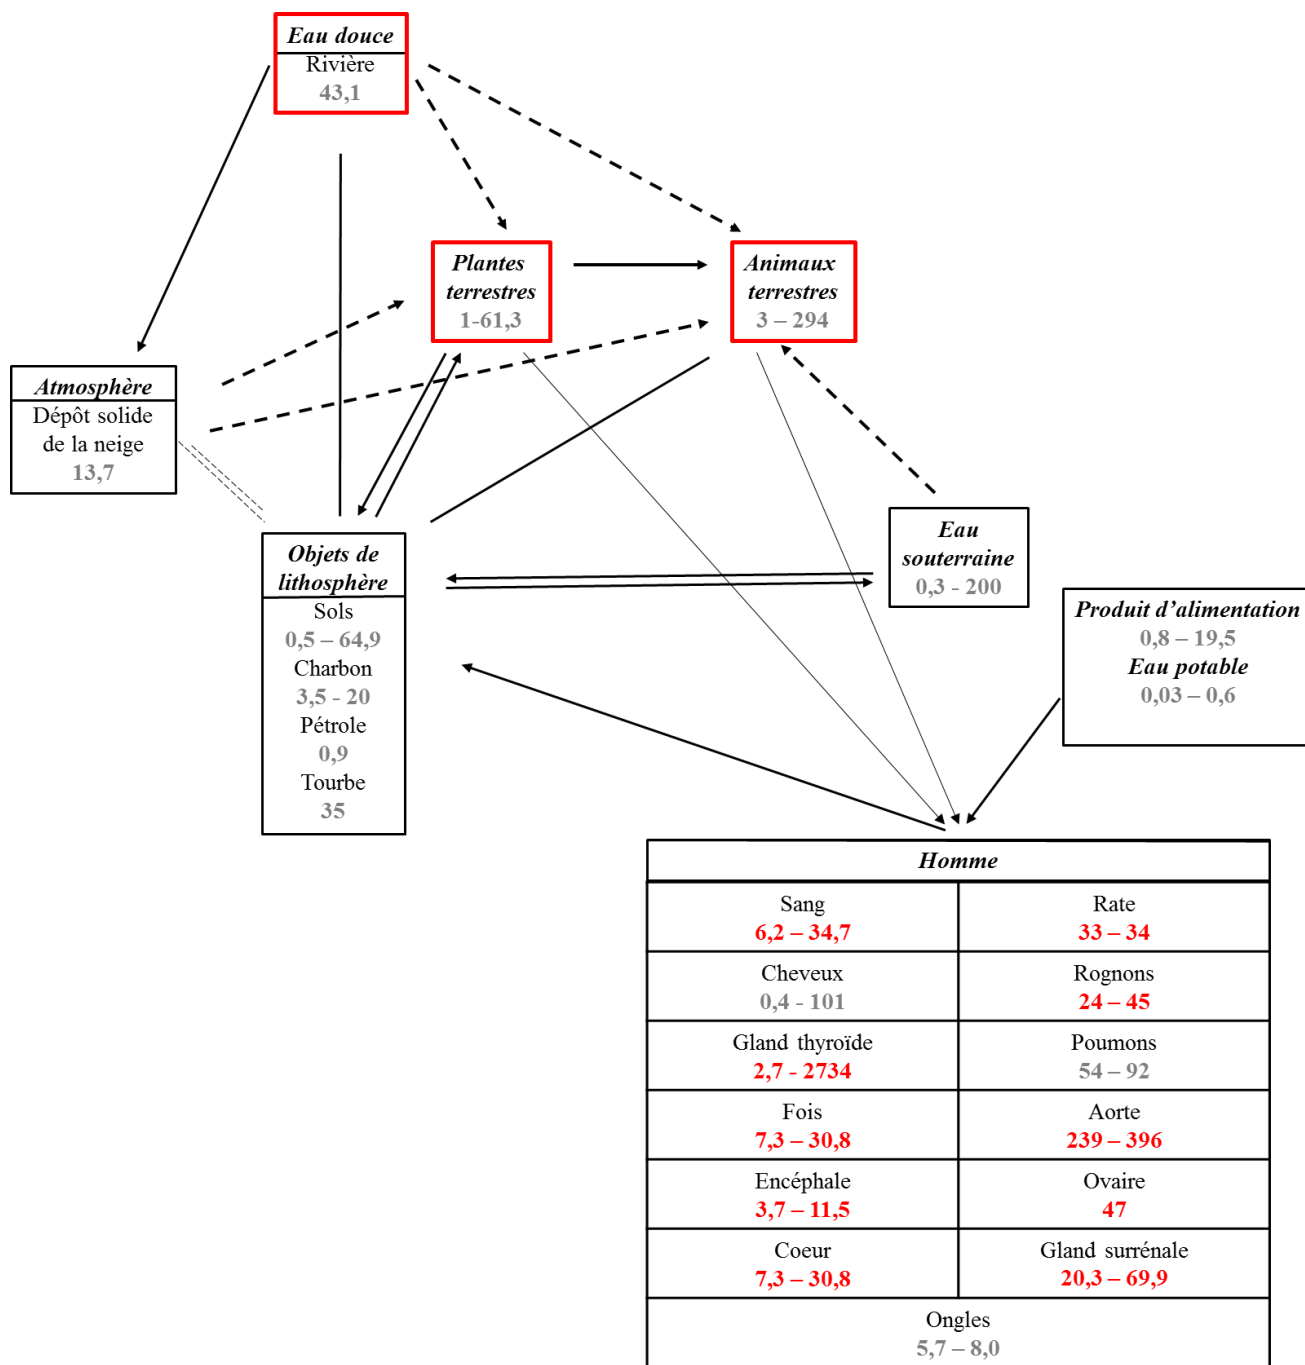 Eau douce
Rivière
43,1
Plantes
terrestres
1-61,3
Animaux
terrestres
3 – 294
Atmosphère
Dépôt solide
de la neige
13,7
Eau
souterraine
0,3 - 200
Objets de
lithosphère
Sols
0,5 – 64,9
Charbon
3,5 - 20
Pétrole
0,9
Tourbe
35
Produit d’alimentation
0,8 – 19,5
Eau potable
0,03 – 0,6
Homme
Sang
6,2 – 34,7
Rate
33 – 34
Cheveux
0,4 - 101
Rognons
24 – 45
Gland thyroïde
2,7 - 2734
Poumons
54 – 92
Fois
7,3 – 30,8
Aorte
239 – 396
Encéphale
3,7 – 11,5
Ovaire
47
Coeur
7,3 – 30,8
Gland surrénale
20,3 – 69,9
Ongles
5,7 – 8,0